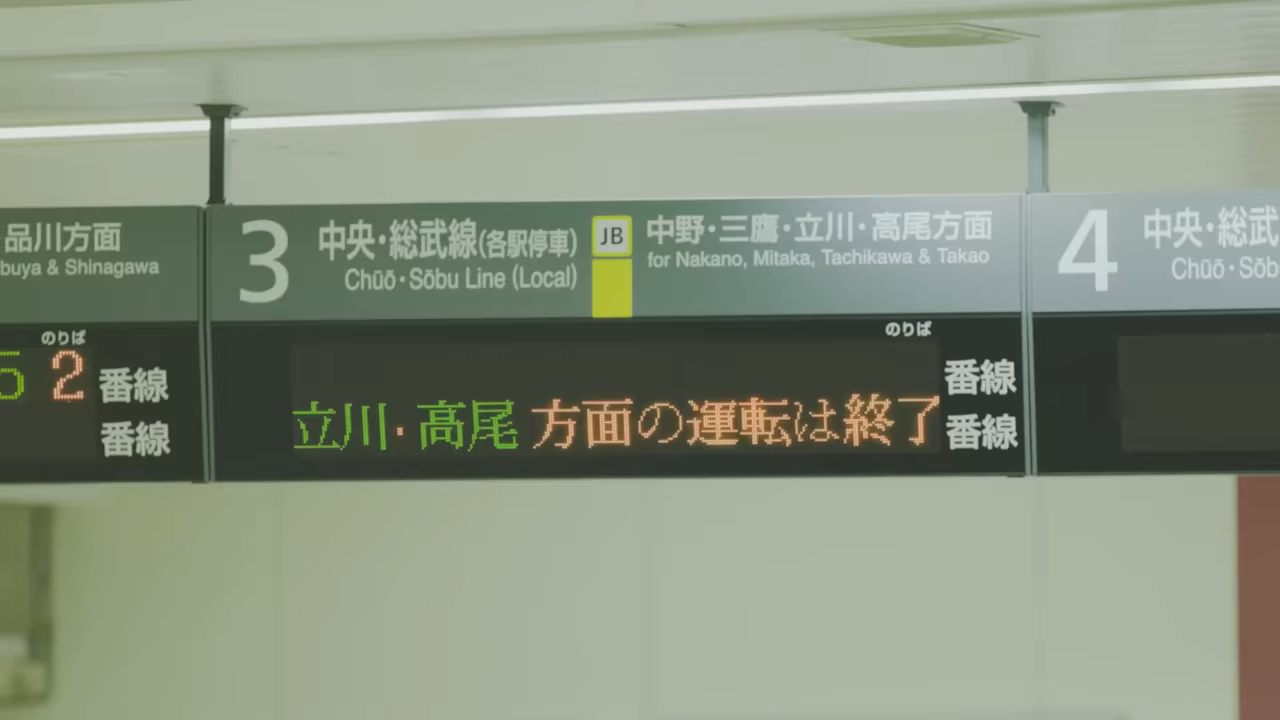 品川方面
buya & Shinagawa
のりば
5 2
番線
番線
3
中央・総武線(各駅停車)
Chūō・Sōbu Line (Local)
JB
中野・三鷹・立川・高尾方面
for Nakano, Mitaka, Tachikawa & Takao
のりば
番線
立川・高尾 方面の運転は終了
番線
4
中央・総武
Chūō・Sōb